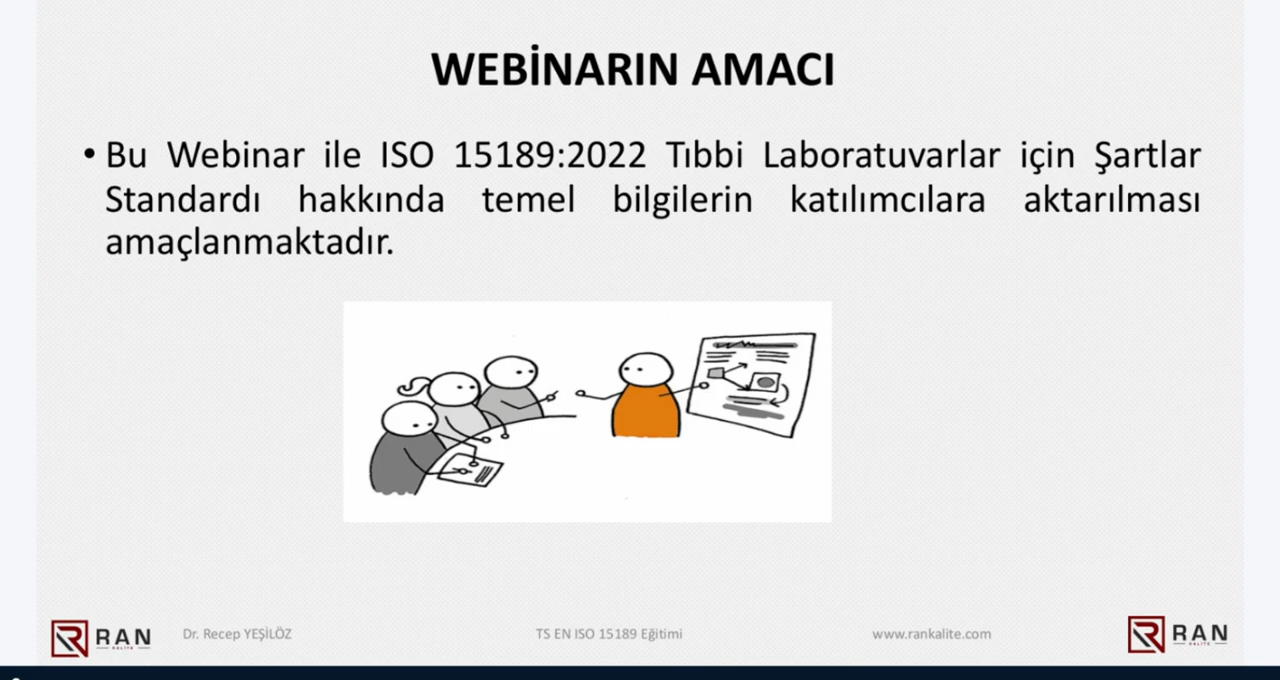 WEBİNARIN AMACI
• Bu Webinar ile ISO 15189:2022 Tıbbi Laboratuvarlar için Şartlar
Standardı hakkında temel bilgilerin katılımcılara aktarılması
amaçlanmaktadır.
RAN
KALİTE
Dr. Recep YEŞİLÖZ
TS EN ISO 15189 Eğitimi
www.rankalite.com
RAN
KALİTE